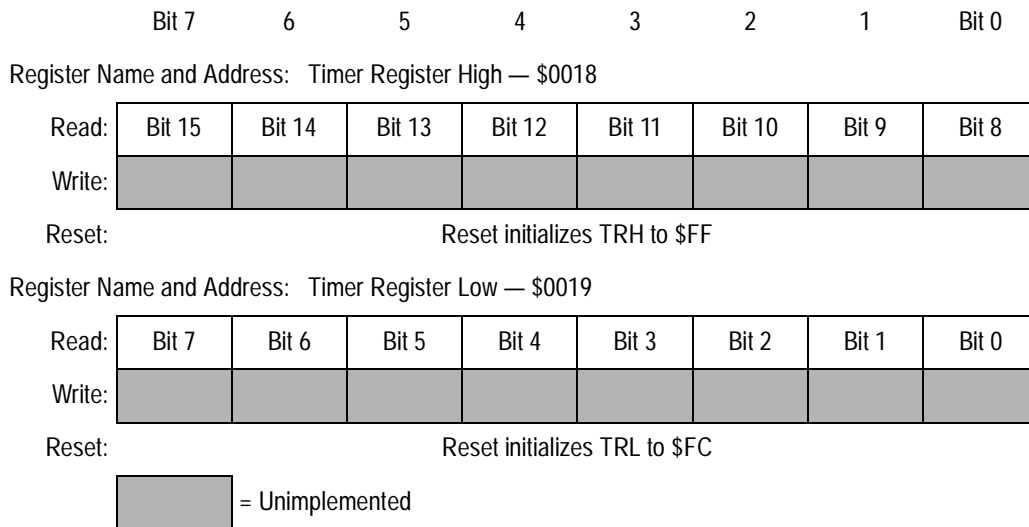 Bit 7 6 5 4 3 2 1 Bit 0
Register Name and Address: Timer Register High — $0018
Read: Bit 15 Bit 14 Bit 13 Bit 12 Bit 11 Bit 10 Bit 9 Bit 8
Write:
Reset: Reset initializes TRH to $FF
Register Name and Address: Timer Register Low — $0019
Read: Bit 7 Bit 6 Bit 5 Bit 4 Bit 3 Bit 2 Bit 1 Bit 0
Write:
Reset: Reset initializes TRL to $FC
= Unimplemented